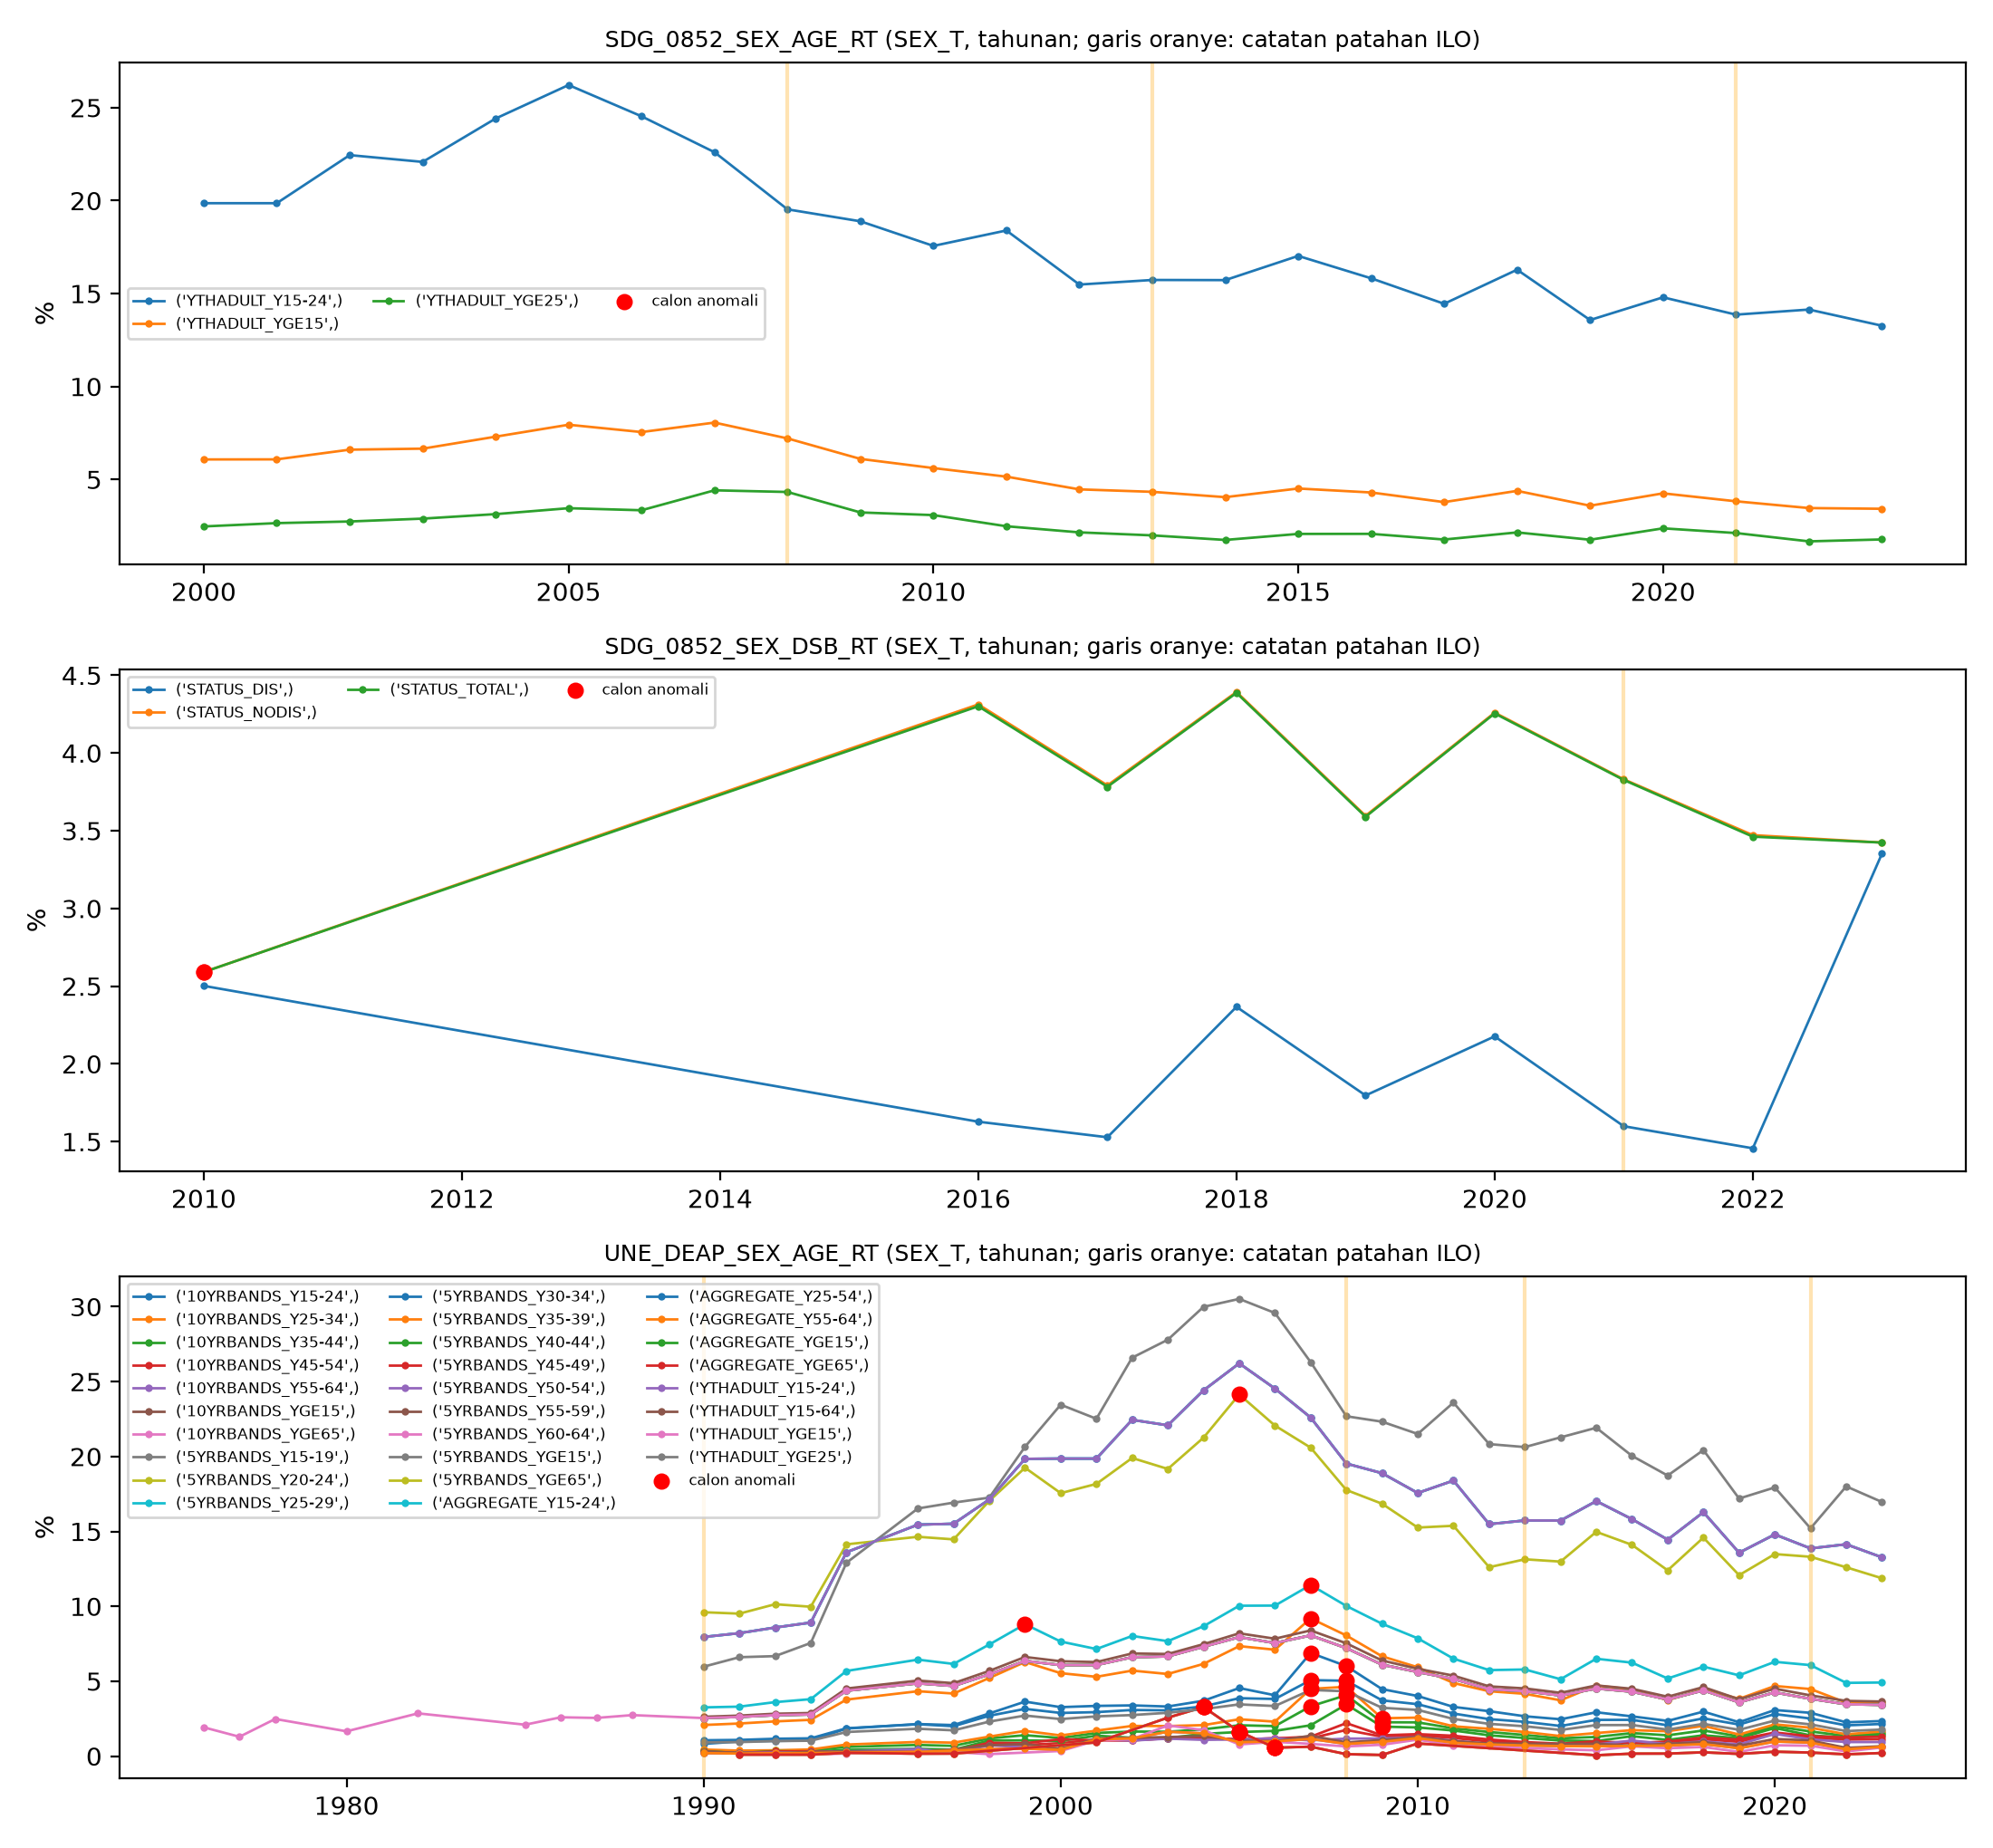 SDG_0852_SEX_AGE_RT (SEX_T, tahunan; garis oranye: catatan patahan ILO)
%
25
20
15
10
5
('YTHADULT_Y15-24',) ('YTHADULT_YGE25',) calon anomali
('YTHADULT_YGE15',)
2000 2005 2010 2015 2020
SDG_0852_SEX_DSB_RT (SEX_T, tahunan; garis oranye: catatan patahan ILO)
%
4.5
4.0
3.5
3.0
2.5
2.0
1.5
('STATUS_DIS',) ('STATUS_TOTAL',) calon anomali
('STATUS_NODIS',)
2010 2012 2014 2016 2018 2020 2022
UNE_DEAP_SEX_AGE_RT (SEX_T, tahunan; garis oranye: catatan patahan ILO)
%
30
25
20
15
10
5
0
('10YRBANDS_Y15-24',) ('5YRBANDS_Y30-34',) ('AGGREGATE_Y25-54',)
('10YRBANDS_Y25-34',) ('5YRBANDS_Y35-39',) ('AGGREGATE_Y55-64',)
('10YRBANDS_Y35-44',) ('5YRBANDS_Y40-44',) ('AGGREGATE_YGE15',)
('10YRBANDS_Y45-54',) ('5YRBANDS_Y45-49',) ('AGGREGATE_YGE65',)
('10YRBANDS_Y55-64',) ('5YRBANDS_Y50-54',) ('YTHADULT_Y15-24',)
('10YRBANDS_YGE15',) ('5YRBANDS_Y55-59',) ('YTHADULT_Y15-64',)
('10YRBANDS_YGE65',) ('5YRBANDS_Y60-64',) ('YTHADULT_YGE15',)
('5YRBANDS_Y15-19',) ('5YRBANDS_YGE15',) ('YTHADULT_YGE25',)
('5YRBANDS_Y20-24',) ('5YRBANDS_YGE65',) calon anomali
('5YRBANDS_Y25-29',) ('AGGREGATE_Y15-24',)
1980 1990 2000 2010 2020